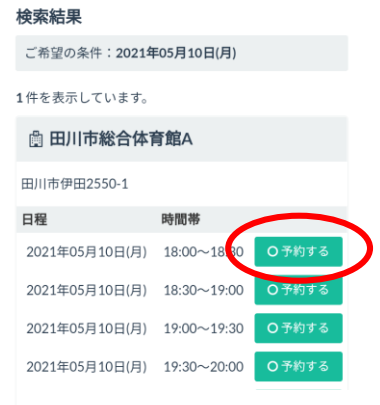 検索結果
ご希望の条件：2021年05月10日(月)
1件を表示しています。
田川市総合体育館A
田川市伊田2550-1
日程 時間帯
2021年05月10日(月) 18:00〜18:30 予約する
2021年05月10日(月) 18:30〜19:00 予約する
2021年05月10日(月) 19:00〜19:30 予約する
2021年05月10日(月) 19:30〜20:00 予約する